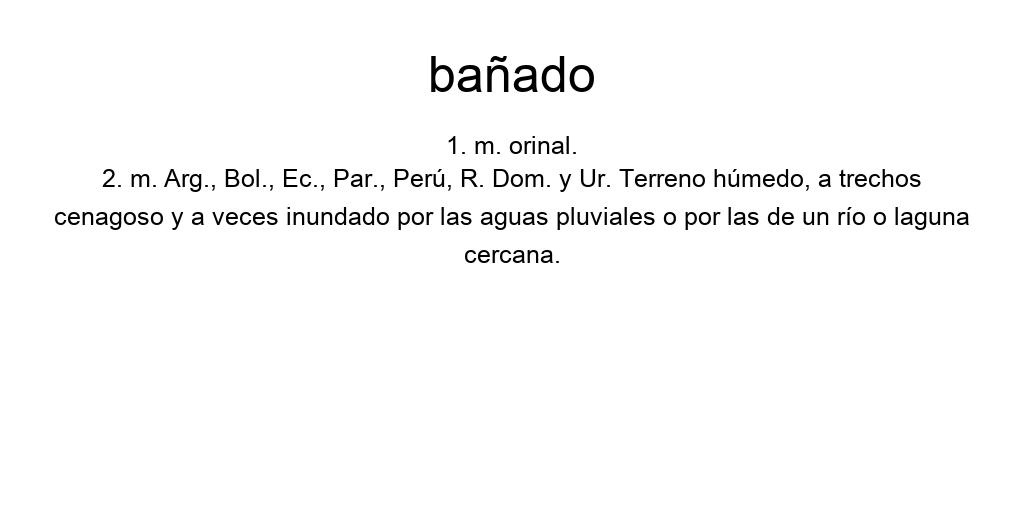 bañado
1. m. orinal.
2. m. Arg., Bol., Ec., Par., Perú, R. Dom. y Ur. Terreno húmedo, a trechos
cenagoso y a veces inundado por las aguas pluviales o por las de un río o laguna
cercana.